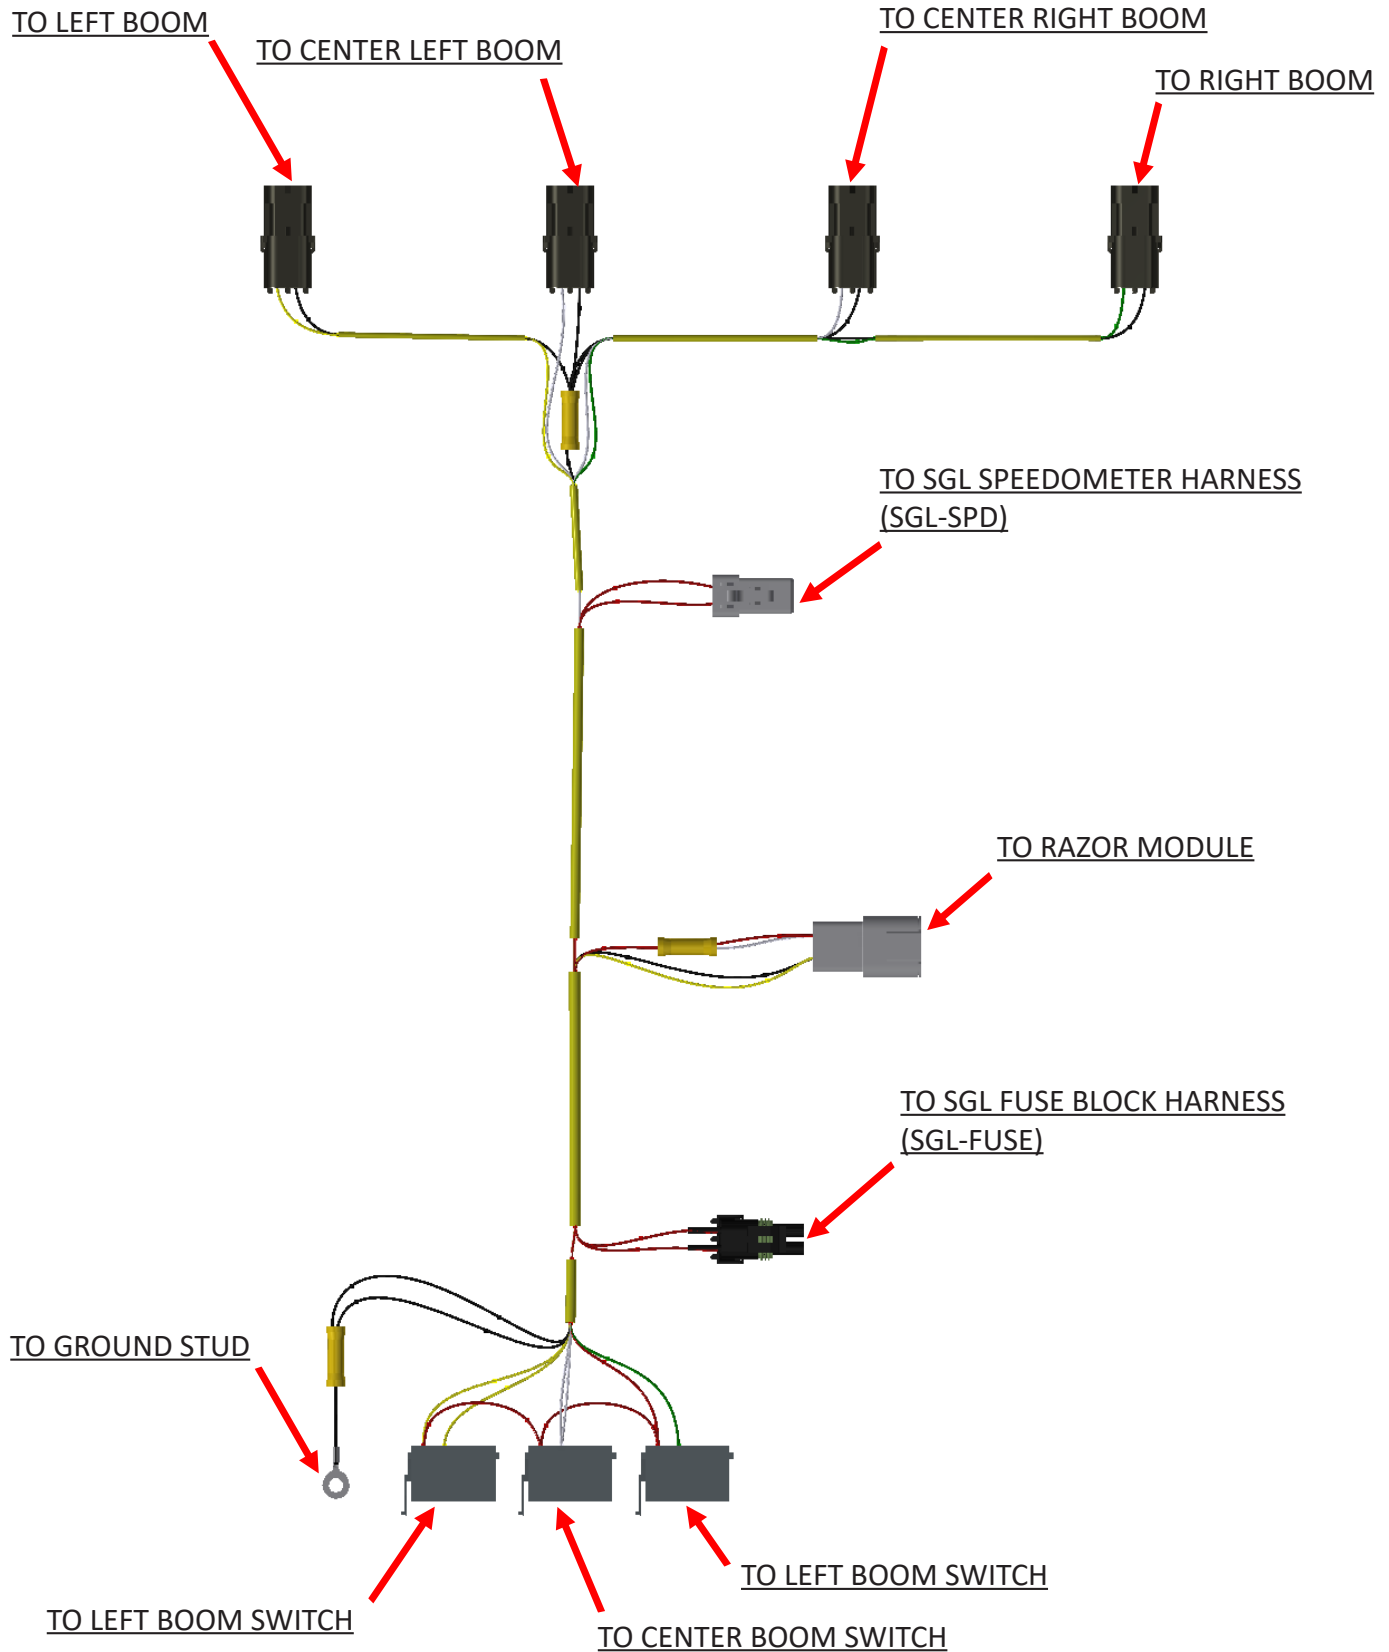 TO LEFT BOOM
TO CENTER LEFT BOOM
TO CENTER RIGHT BOOM
TO RIGHT BOOM
TO SGL SPEEDOMETER HARNESS
(SGL-SPD)
TO RAZOR MODULE
TO SGL FUSE BLOCK HARNESS
(SGL-FUSE)
TO GROUND STUD
TO LEFT BOOM SWITCH
TO LEFT BOOM SWITCH
TO CENTER BOOM SWITCH